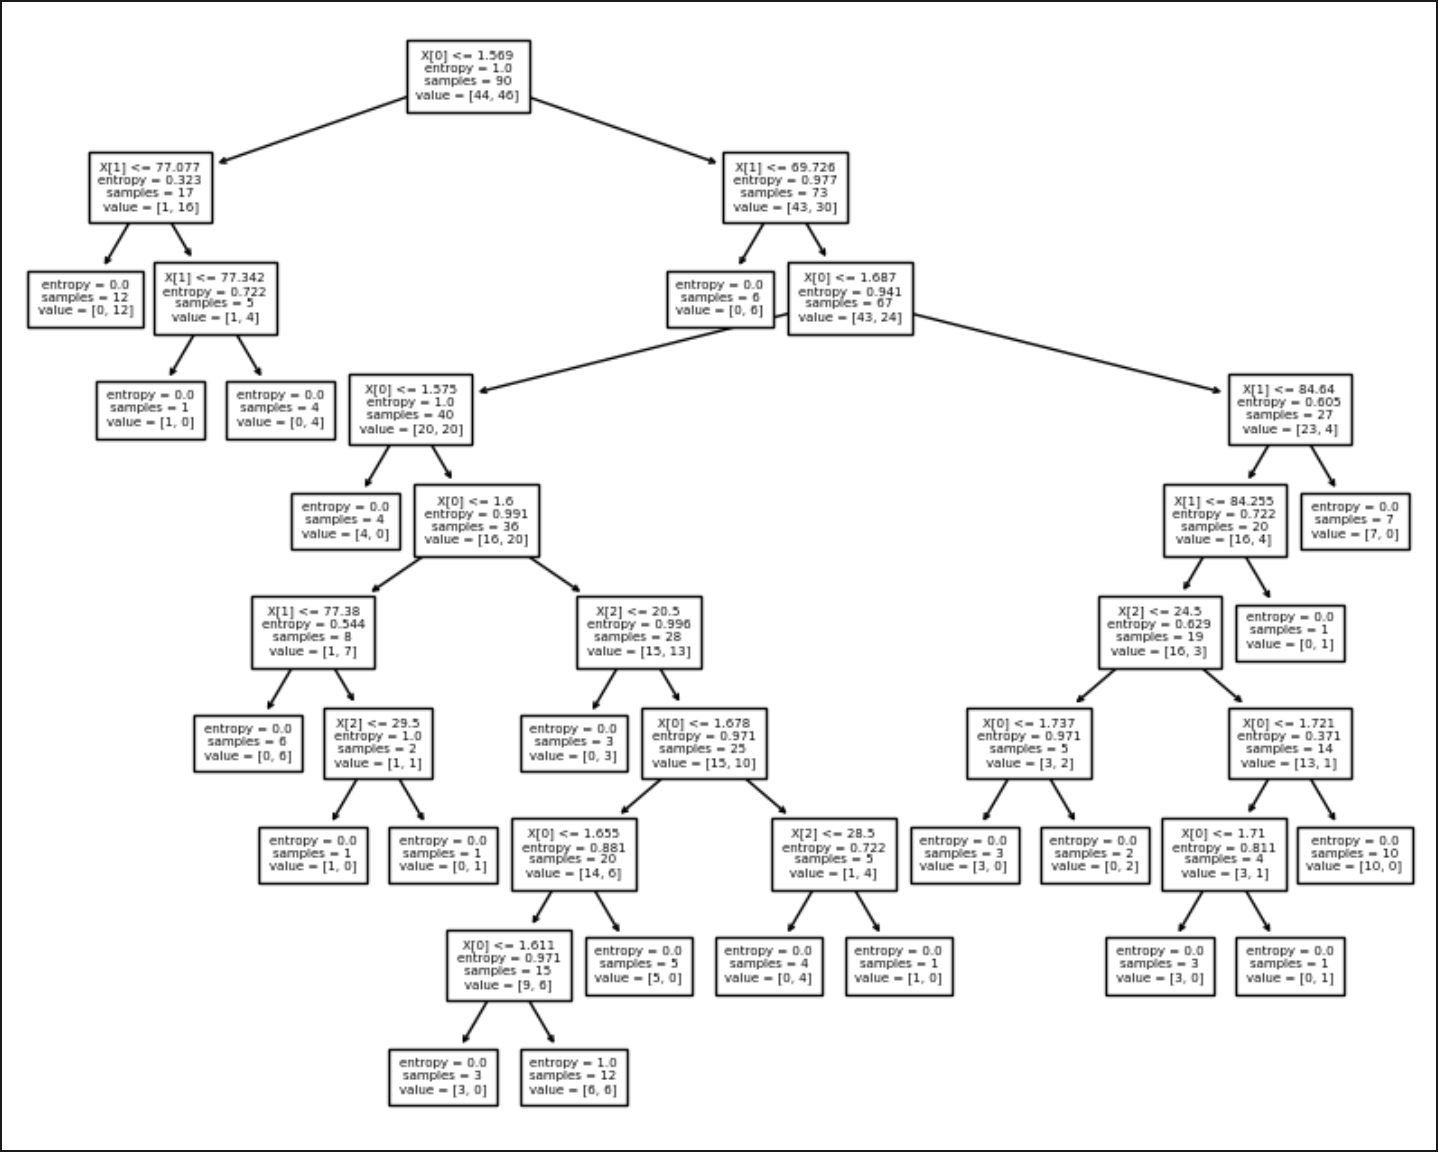 X[0] <= 1.569
entropy = 1.0
samples = 90
value = [44, 46]
X[1] <= 77.077
entropy = 0.323
samples = 17
value = [1, 16]
X[1] <= 69.726
entropy = 0.977
samples = 73
value = [43, 30]
entropy = 0.0
samples = 12
value = [0, 12]
X[1] <= 77.342
entropy = 0.722
samples = 5
value = [1, 4]
entropy = 0.0
samples = 6
value = [0, 6]
X[0] <= 1.687
entropy = 0.941
samples = 67
value = [43, 24]
entropy = 0.0
samples = 1
value = [1, 0]
entropy = 0.0
samples = 4
value = [0, 4]
X[0] <= 1.575
entropy = 1.0
samples = 40
value = [20, 20]
X[1] <= 84.64
entropy = 0.605
samples = 27
value = [23, 4]
entropy = 0.0
samples = 4
value = [4, 0]
X[0] <= 1.6
entropy = 0.991
samples = 36
value = [16, 20]
X[1] <= 84.255
entropy = 0.722
samples = 20
value = [16, 4]
entropy = 0.0
samples = 7
value = [7, 0]
X[1] <= 77.38
entropy = 0.544
samples = 8
value = [1, 7]
X[2] <= 20.5
entropy = 0.996
samples = 28
value = [15, 13]
X[2] <= 24.5
entropy = 0.629
samples = 19
value = [16, 3]
entropy = 0.0
samples = 1
value = [0, 1]
entropy = 0.0
samples = 6
value = [0, 6]
X[2] <= 29.5
entropy = 1.0
samples = 2
value = [1, 1]
entropy = 0.0
samples = 3
value = [0, 3]
X[0] <= 1.678
entropy = 0.971
samples = 25
value = [15, 10]
X[0] <= 1.737
entropy = 0.971
samples = 5
value = [3, 2]
X[0] <= 1.721
entropy = 0.371
samples = 14
value = [13, 1]
entropy = 0.0
samples = 1
value = [1, 0]
entropy = 0.0
samples = 1
value = [0, 1]
X[0] <= 1.655
entropy = 0.881
samples = 20
value = [14, 6]
X[2] <= 28.5
entropy = 0.722
samples = 5
value = [1, 4]
entropy = 0.0
samples = 3
value = [3, 0]
entropy = 0.0
samples = 2
value = [0, 2]
X[0] <= 1.71
entropy = 0.811
samples = 4
value = [3, 1]
entropy = 0.0
samples = 10
value = [10, 0]
X[0] <= 1.611
entropy = 0.971
samples = 15
value = [9, 6]
entropy = 0.0
samples = 5
value = [5, 0]
entropy = 0.0
samples = 4
value = [0, 4]
entropy = 0.0
samples = 1
value = [1, 0]
entropy = 0.0
samples = 3
value = [3, 0]
entropy = 0.0
samples = 1
value = [0, 1]
entropy = 0.0
samples = 3
value = [3, 0]
entropy = 1.0
samples = 12
value = [6, 6]